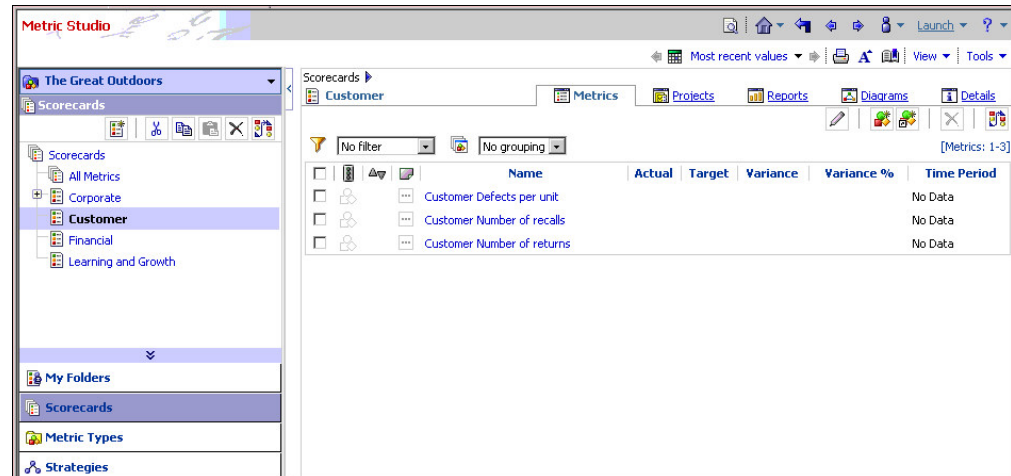 Metric Studio
Launch ?
Most recent values A View Tools
The Great Outdoors
Scorecards
Scorecards
All Metrics
Corporate
Customer
Financial
Learning and Growth
My Folders
Scorecards
Metric Types
Strategies
Scorecards
Customer Metrics Projects Reports Diagrams Details
No filter No grouping [Metrics: 1-3]
Name Actual Target Variance Variance % Time Period
Customer Defects per unit No Data
Customer Number of recalls No Data
Customer Number of returns No Data